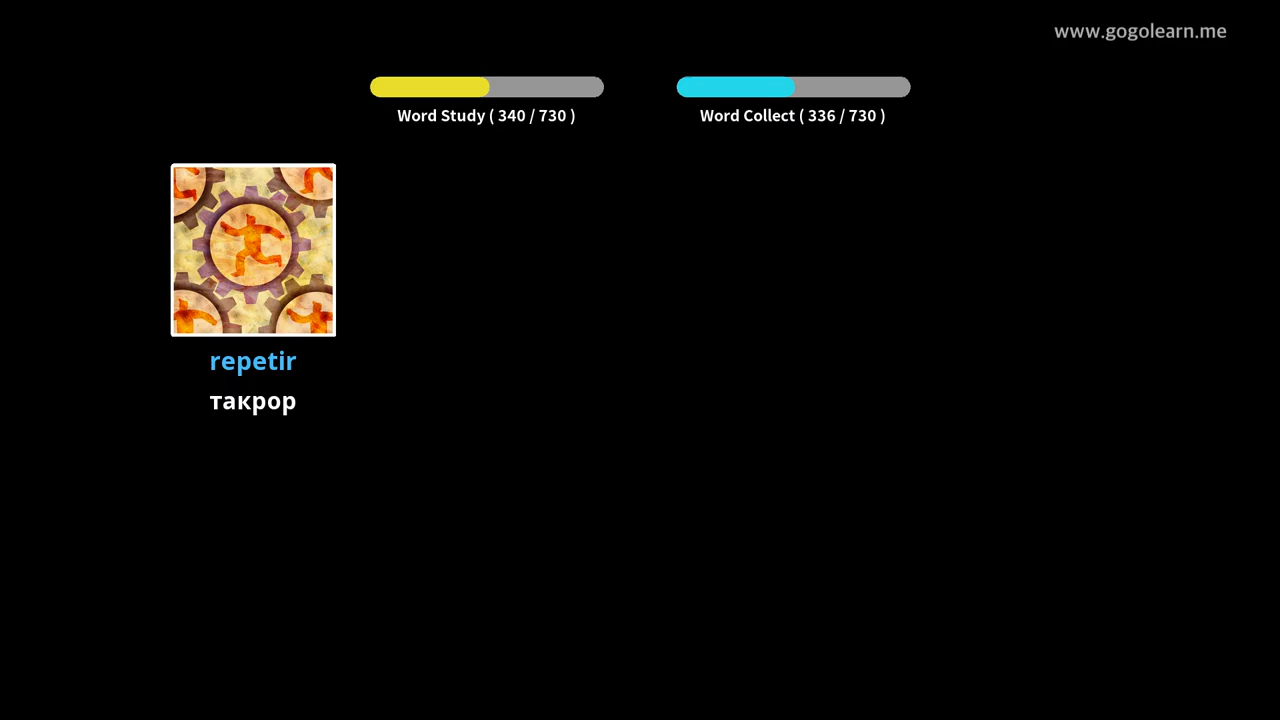 www.gogolearn.me
Word Study ( 340 / 730 )
Word Collect ( 336 / 730 )
repetir
такрор